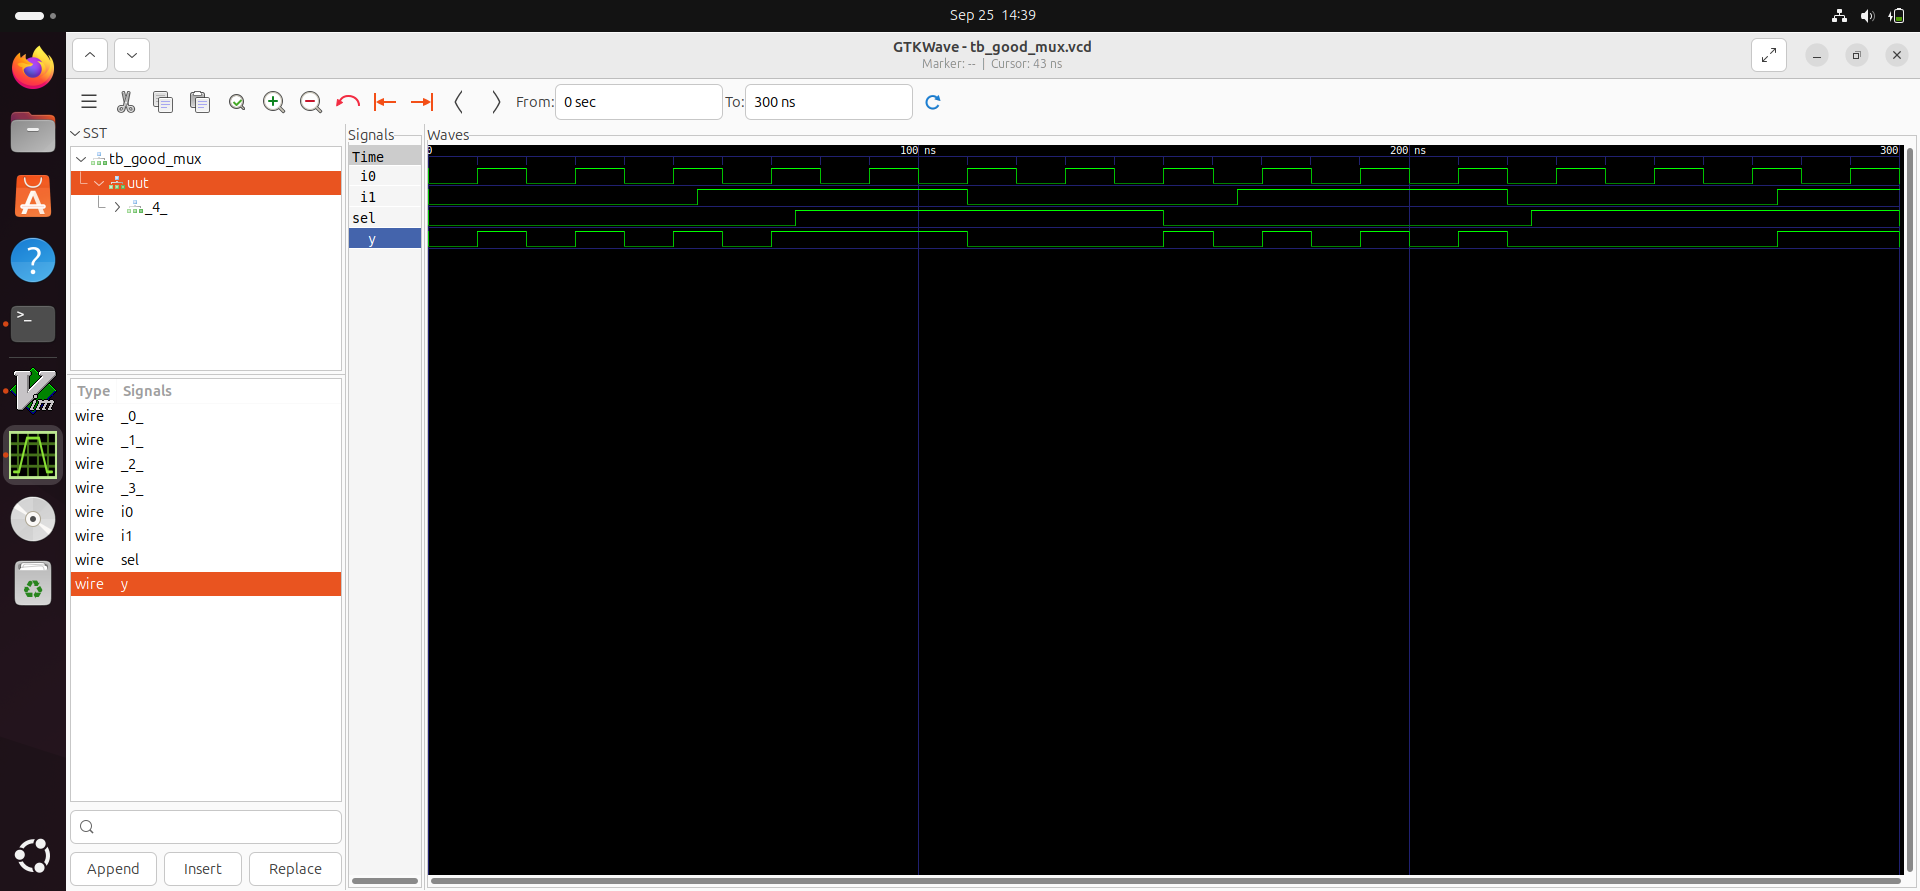 Sep 25 14:39
GTKWave - tb_good_mux.vcd
Marker: -- | Cursor: 43 ns
From: 0 sec To: 300 ns
SST
tb_good_mux
uut
_4_
Type Signals
wire _0_
wire _1_
wire _2_
wire _3_
wire i0
wire i1
wire sel
wire y
Append Insert Replace
Signals
Time
i0
i1
sel
y
Waves
0 100 ns 200 ns 300